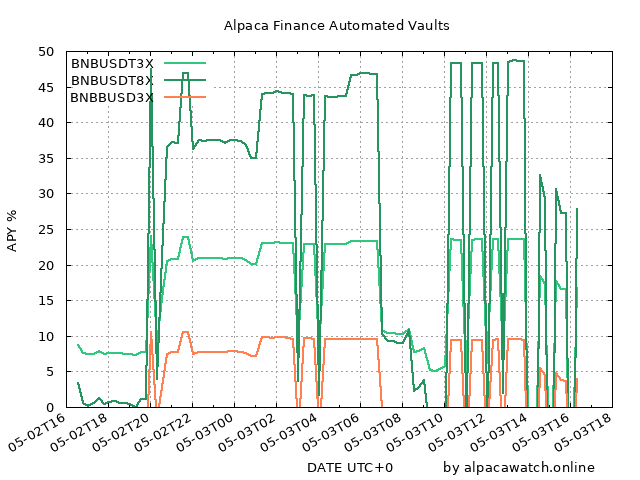 Alpaca Finance Automated Vaults
BNBUSDT3X
BNBUSDT8X
BNBBUSD3X
50
45
40
35
30
25
20
15
10
5
0
APY %
05-02T16
05-02T18
05-02T20
05-02T22
05-03T00
05-03T02
05-03T04
05-03T06
05-03T08
05-03T10
05-03T12
05-03T14
05-03T16
05-03T18
DATE UTC+0
by alpacawatch.online